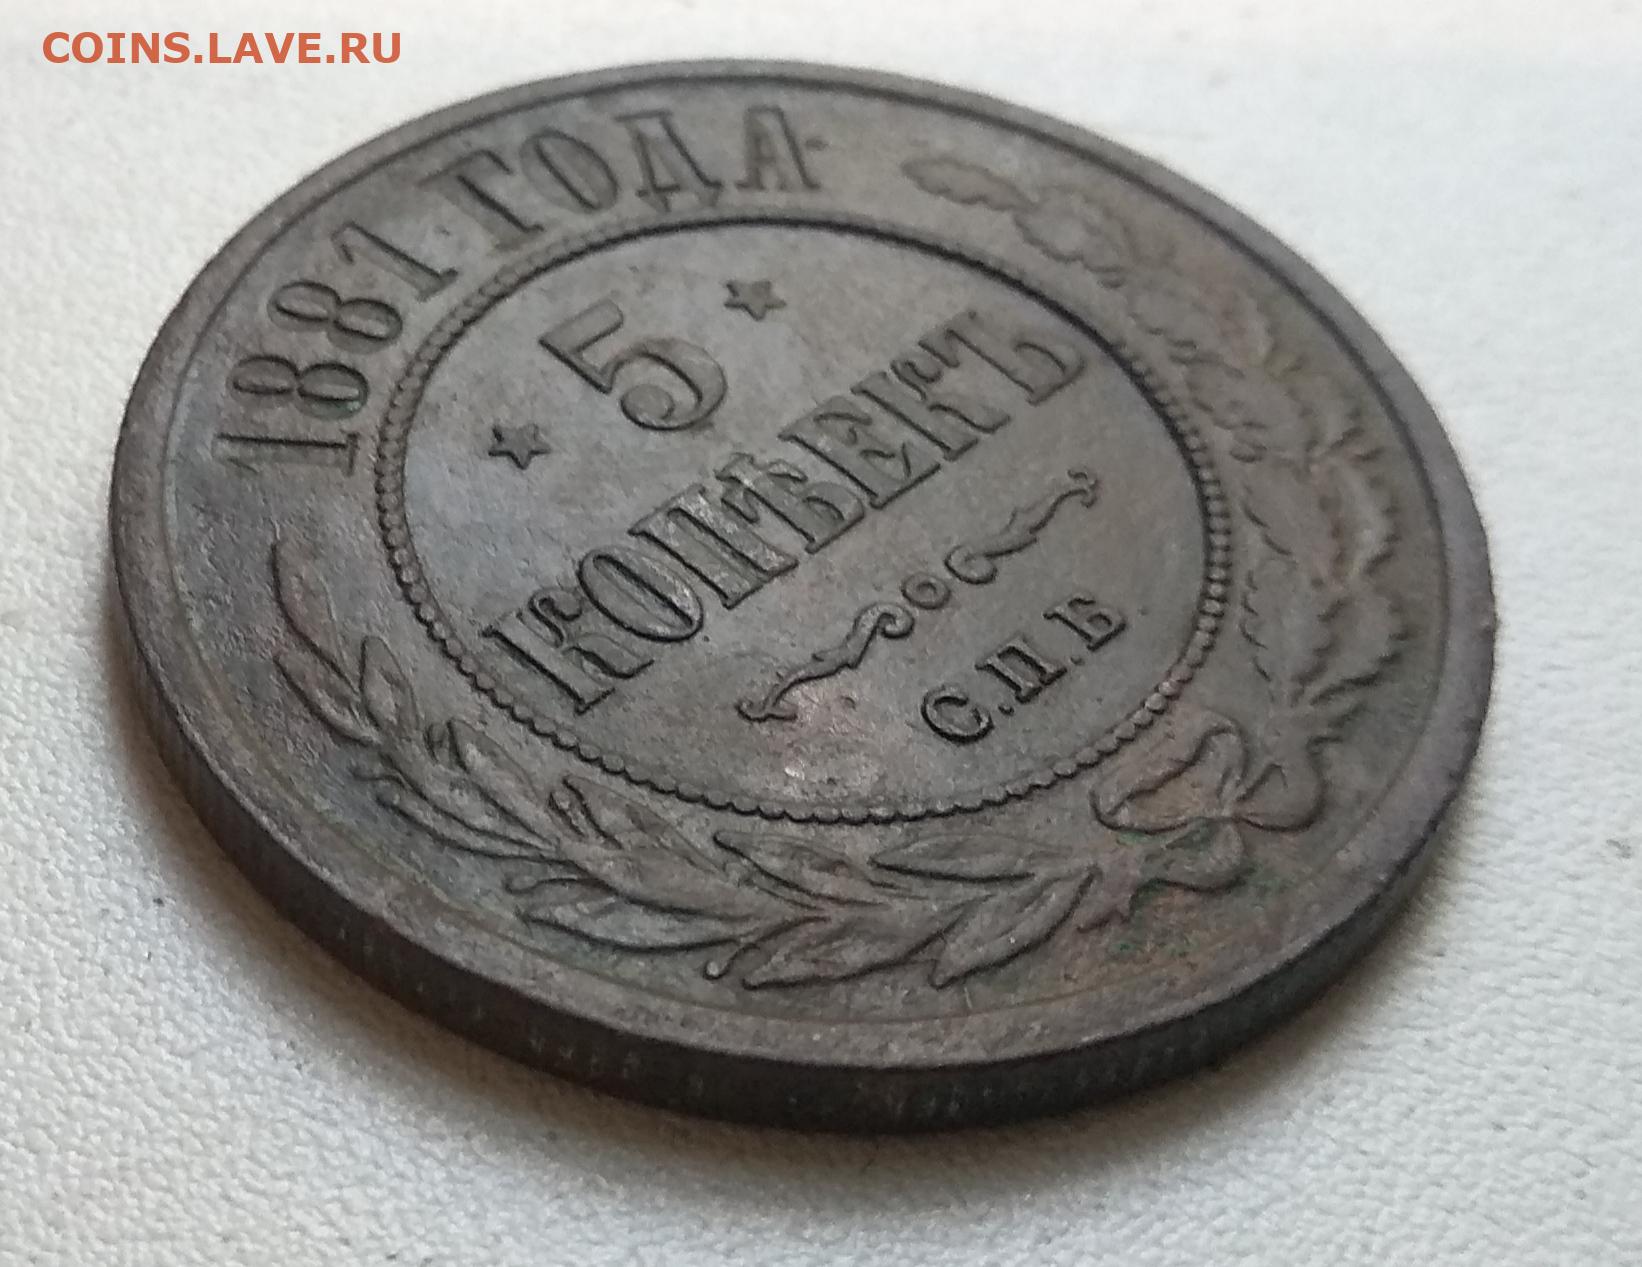 COINS.LAVE.RU
1881 ГОДА
5
КОПѢЕКЪ
С.П.Б